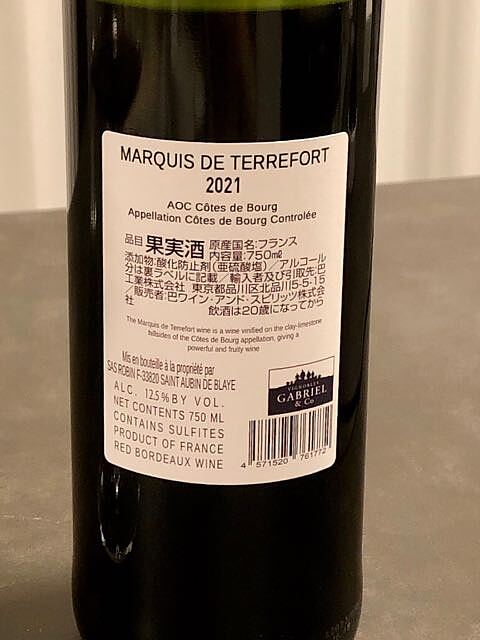 MARQUIS DE TERREFORT
2021
AOC Côtes de Bourg
Appellation Côtes de Bourg Controlée
品目 果実酒 原産国名:フランス
内容量:750mℓ
添加物:酸化防止剤(亜硫酸塩)/アルコール
分は裏ラベルに記載/輸入者及び引取先:巴
工業株式会社 東京都品川区北品川5-5-15
/販売者:巴ワイン・アンド・スピリッツ株式会
社 飲酒は20歳になってから
The Marquis de Terrefort wine is a wine vinified on the clay-limestone
hillsides of the Côtes de Bourg appellation, giving a
powerful and fruity wine
Mis en bouteille à la propriété par
SAS ROBIN F-33820 SAINT AUBIN DE BLAYE
ALC. 12.5% BY VOL.
NET CONTENTS 750 ML
CONTAINS SULFITES
PRODUCT OF FRANCE
RED BORDEAUX WINE
VIGNOBLES
GABRIEL
& Co
4 571520 761772